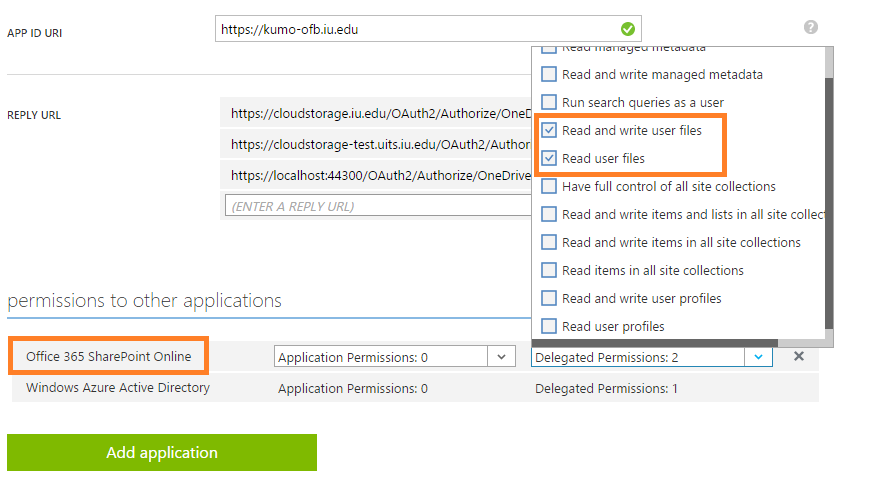 APP ID URI
https://kumo-ofb.iu.edu
?
Read managed metadata
Read and write managed metadata
Run search queries as a user
Read and write user files
Read user files
Have full control of all site collections
Read and write items and lists in all site collect
Read and write items in all site collections
Read items in all site collections
Read and write user profiles
Read user profiles
REPLY URL
https://cloudstorage.iu.edu/OAuth2/Authorize/OneD
https://cloudstorage-test.uits.iu.edu/OAuth2/Authori
https://localhost:44300/OAuth2/Authorize/OneDrive
(ENTER A REPLY URL)
permissions to other applications
Office 365 SharePoint Online
Application Permissions: 0
Delegated Permissions: 2
Windows Azure Active Directory
Application Permissions: 0
Delegated Permissions: 1
Add application